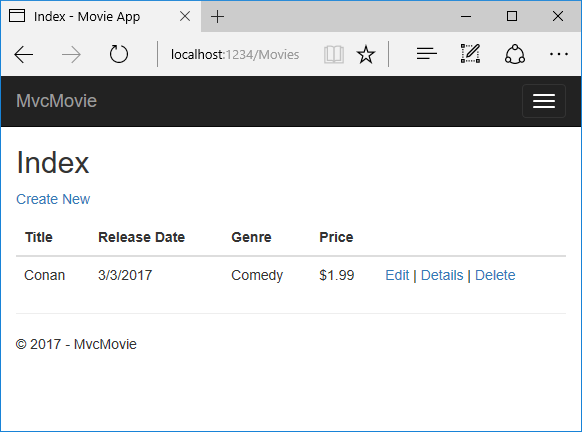 Index - Movie App
localhost:1234/Movies
MvcMovie
Index
Create New
Title Release Date Genre Price
Conan 3/3/2017 Comedy $1.99 Edit | Details | Delete
© 2017 - MvcMovie